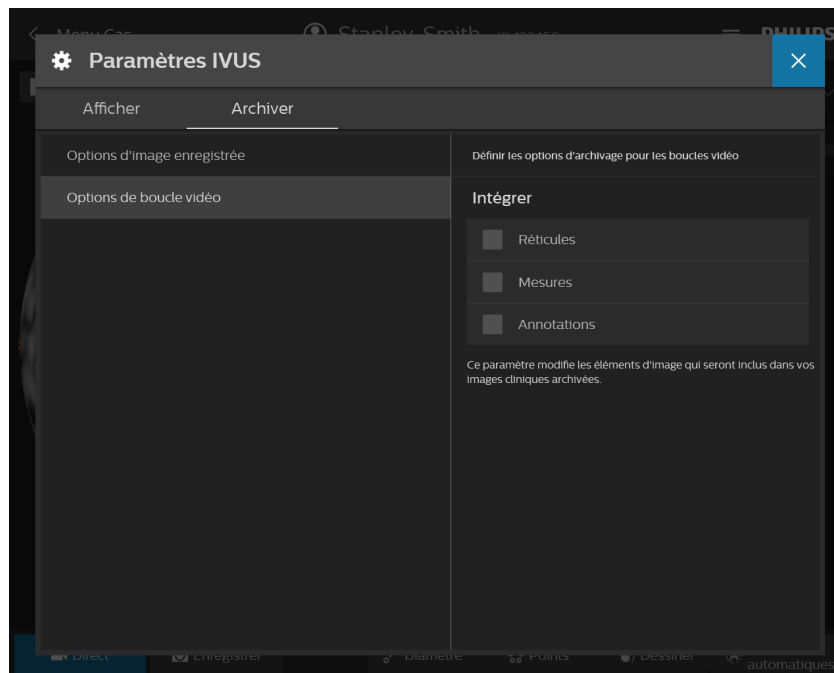 Menu Cas
Stanley, Smith
PHILIPS
Paramètres IVUS
Afficher
Archiver
Options d'image enregistrée
Options de boucle vidéo
Définir les options d'archivage pour les boucles vidéo
Intégrer
Réticules
Mesures
Annotations
Ce paramètre modifie les éléments d'image qui seront inclus dans vos
images cliniques archivées.
Direct
Enregistrer
Diamètre
Points
Dessiner
automatiques